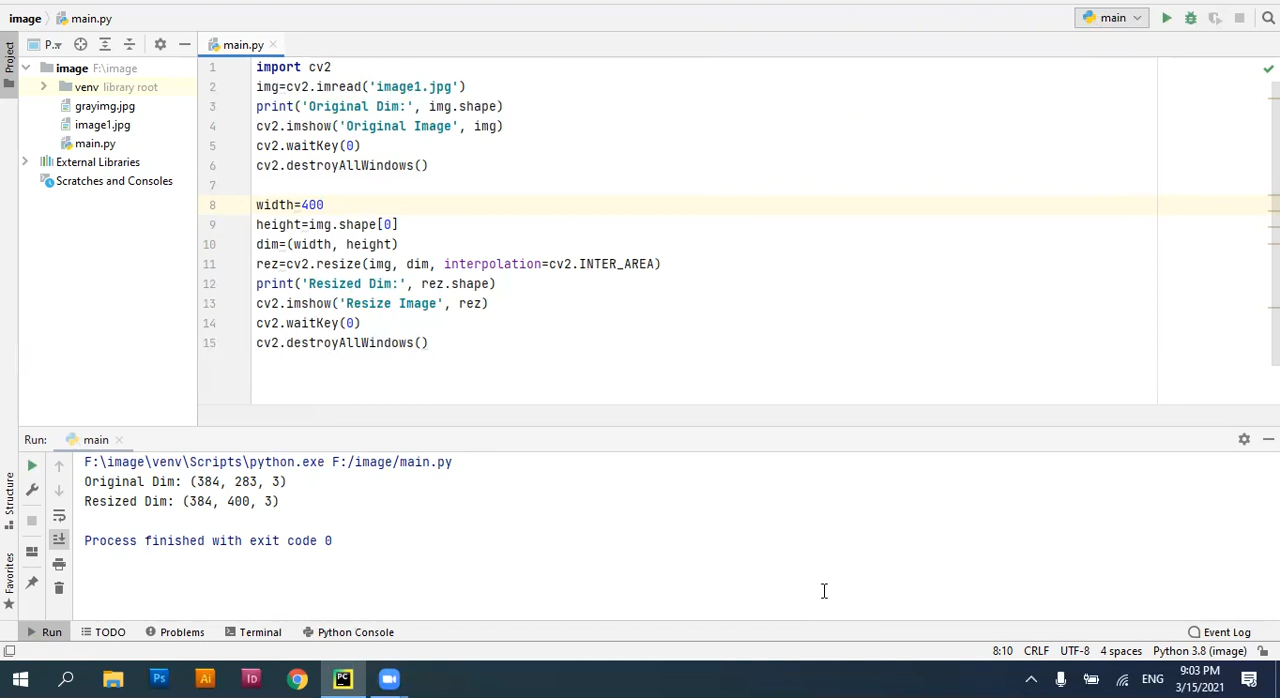 image main.py
main
Project
P..
main.py
image F:\image
venv library root
grayimg.jpg
image1.jpg
main.py
External Libraries
Scratches and Consoles
1 import cv2
2 img=cv2.imread('image1.jpg')
3 print('Original Dim:', img.shape)
4 cv2.imshow('Original Image', img)
5 cv2.waitKey(0)
6 cv2.destroyAllWindows()
7
8 width=400
9 height=img.shape[0]
10 dim=(width, height)
11 rez=cv2.resize(img, dim, interpolation=cv2.INTER_AREA)
12 print('Resized Dim:', rez.shape)
13 cv2.imshow('Resize Image', rez)
14 cv2.waitKey(0)
15 cv2.destroyAllWindows()
Run: main
F:\image\venv\Scripts\python.exe F:/image/main.py
Original Dim: (384, 283, 3)
Resized Dim: (384, 400, 3)
Process finished with exit code 0
Structure
Favorites
Run TODO Problems Terminal Python Console Event Log
8:10 CRLF UTF-8 4 spaces Python 3.8 (image)
Ps Ai Id PC
ENG
9:03 PM
3/15/2021